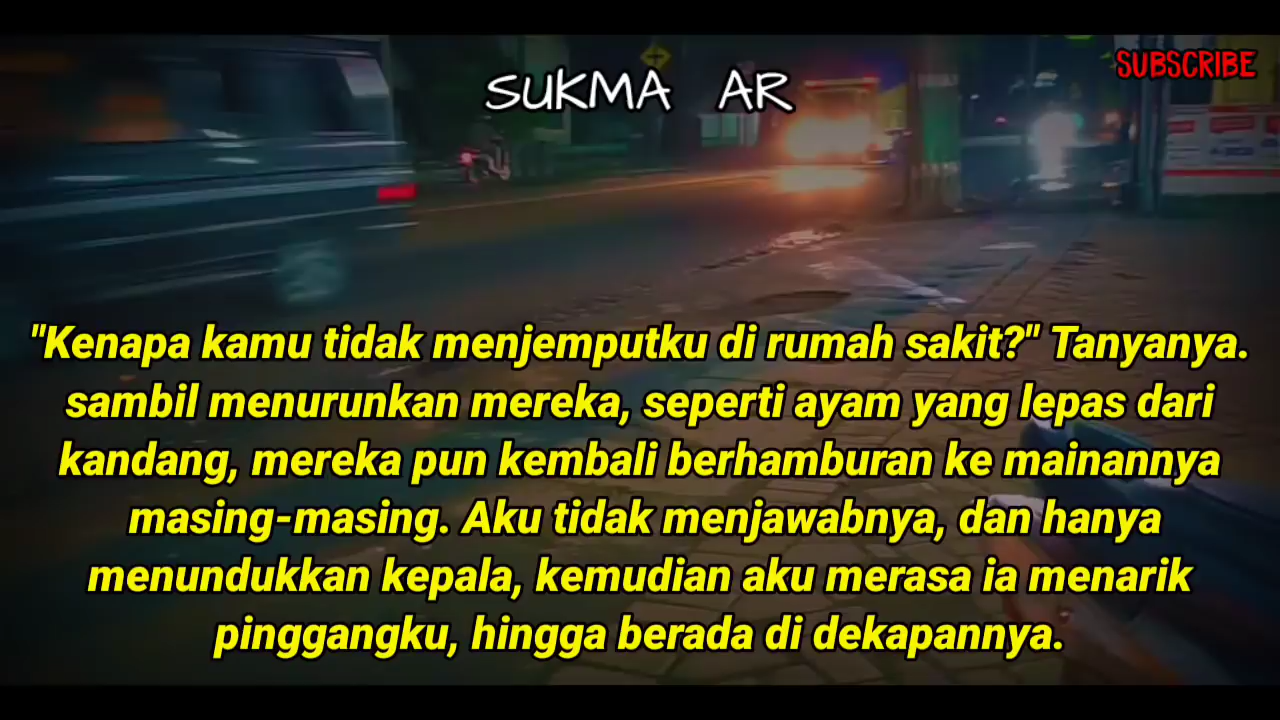 SUKMA AR
SUBSCRIBE
"Kenapa kamu tidak menjemputku di rumah sakit?" Tanyanya.
sambil menurunkan mereka, seperti ayam yang lepas dari
kandang, mereka pun kembali berhamburan ke mainannya
masing-masing. Aku tidak menjawabnya, dan hanya
menundukkan kepala, kemudian aku merasa ia menarik
pinggangku, hingga berada di dekapannya.